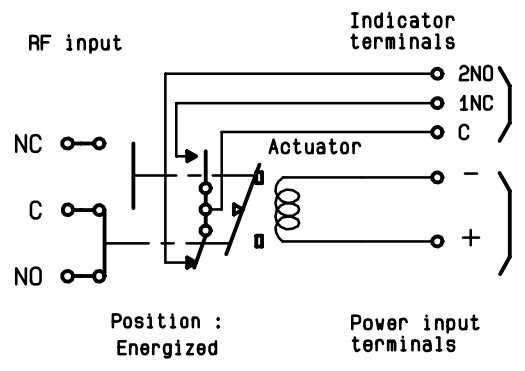 Indicator
terminals
RF input
2NO
1NC
C
NC
Actuator
−
C
+
NO
Position :
Energized
Power input
terminals